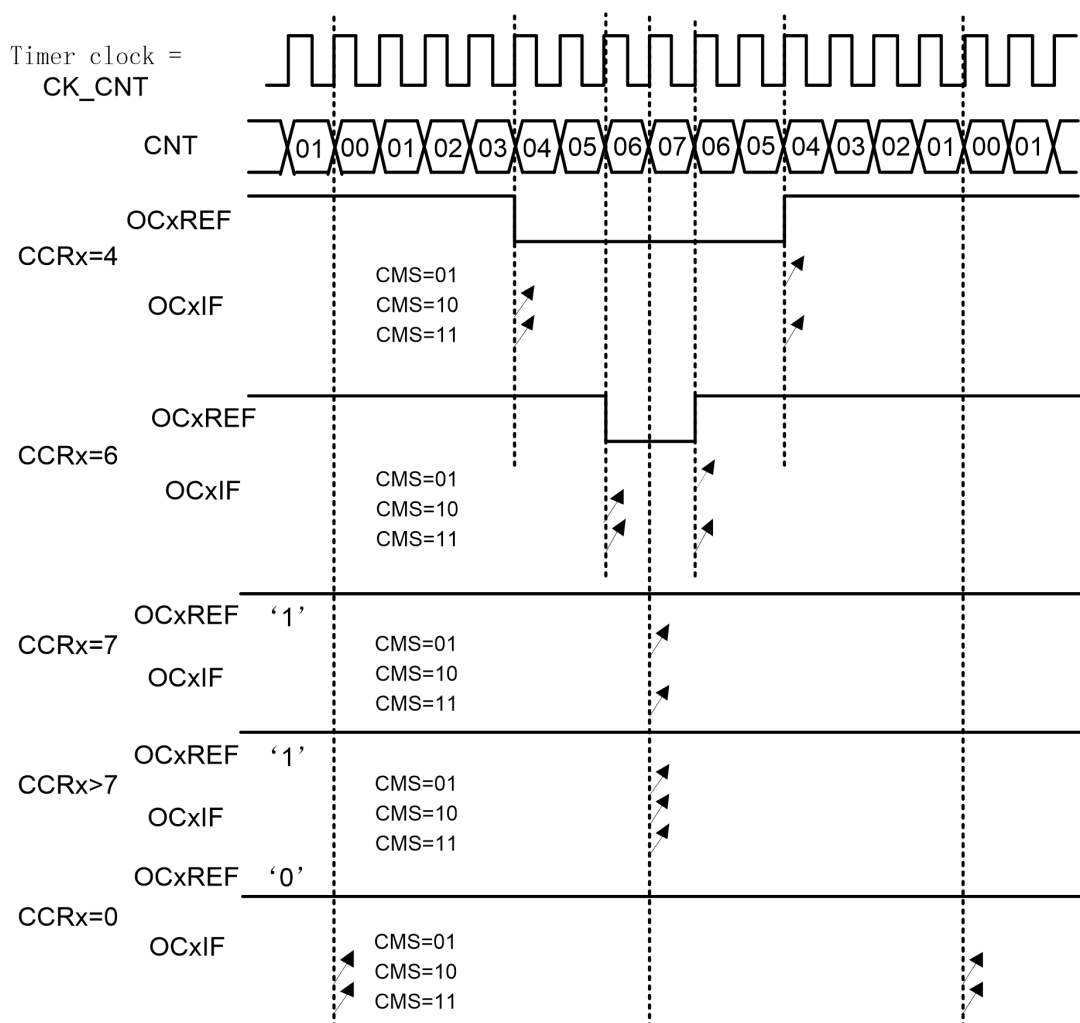 Timer clock =
CK_CNT
CNT 01 00 01 02 03 04 05 06 07 06 05 04 03 02 01 00 01
OCxREF
CCRx=4
CMS=01
OCxIF CMS=10
CMS=11
OCxREF
CCRx=6
CMS=01
OCxIF
CMS=10
CMS=11
OCxREF ‘1’
CCRx=7 CMS=01
OCxIF CMS=10
CMS=11
OCxREF ‘1’
CCRx>7 CMS=01
OCxIF CMS=10
CMS=11
OCxREF ‘0’
CCRx=0
OCxIF CMS=01
CMS=10
CMS=11